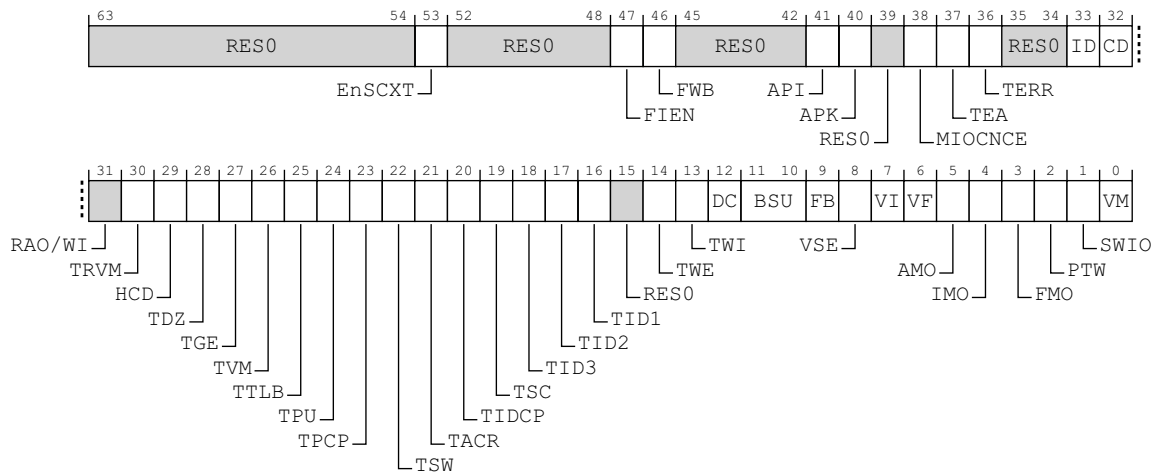 63 54 53 52 48 47 46 45 42 41 40 39 38 37 36 35 34 33 32
RES0 RES0 RES0 RES0 ID CD
EnSCXT FWB API TERR
FIEN APK TEA
RES0 MIOCNCE
31 30 29 28 27 26 25 24 23 22 21 20 19 18 17 16 15 14 13 12 11 10 9 8 7 6 5 4 3 2 1 0
DC BSU FB VI VF VM
RAO/WI TWI VSE SWIO
TRVM TWE AMO PTW
HCD RES0 IMO FMO
TDZ TID1
TGE TID2
TVM TID3
TTLB TSC
TPU TIDCP
TPCP TACR
TSW